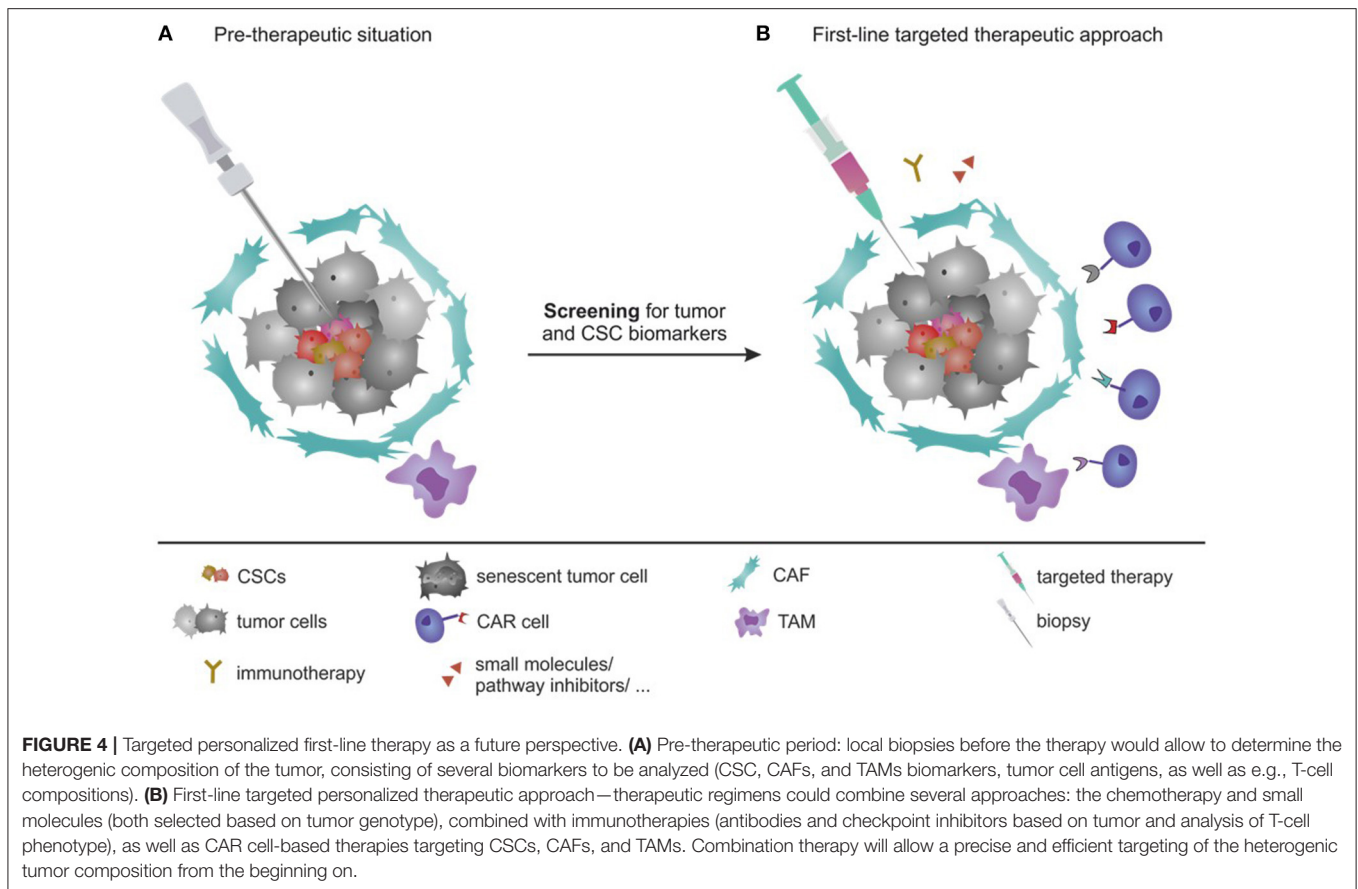 A Pre-therapeutic situation
B First-line targeted therapeutic approach
Screening for tumor
and CSC biomarkers
CSCs
senescent tumor cell
CAF
targeted therapy
tumor cells
CAR cell
TAM
biopsy
immunotherapy
small molecules/
pathway inhibitors/ ...
FIGURE 4 | Targeted personalized first-line therapy as a future perspective. (A) Pre-therapeutic period: local biopsies before the therapy would allow to determine the
heterogenic composition of the tumor, consisting of several biomarkers to be analyzed (CSC, CAFs, and TAMs biomarkers, tumor cell antigens, as well as e.g., T-cell
compositions). (B) First-line targeted personalized therapeutic approach—therapeutic regimens could combine several approaches: the chemotherapy and small
molecules (both selected based on tumor genotype), combined with immunotherapies (antibodies and checkpoint inhibitors based on tumor and analysis of T-cell
phenotype), as well as CAR cell-based therapies targeting CSCs, CAFs, and TAMs. Combination therapy will allow a precise and efficient targeting of the heterogenic
tumor composition from the beginning on.